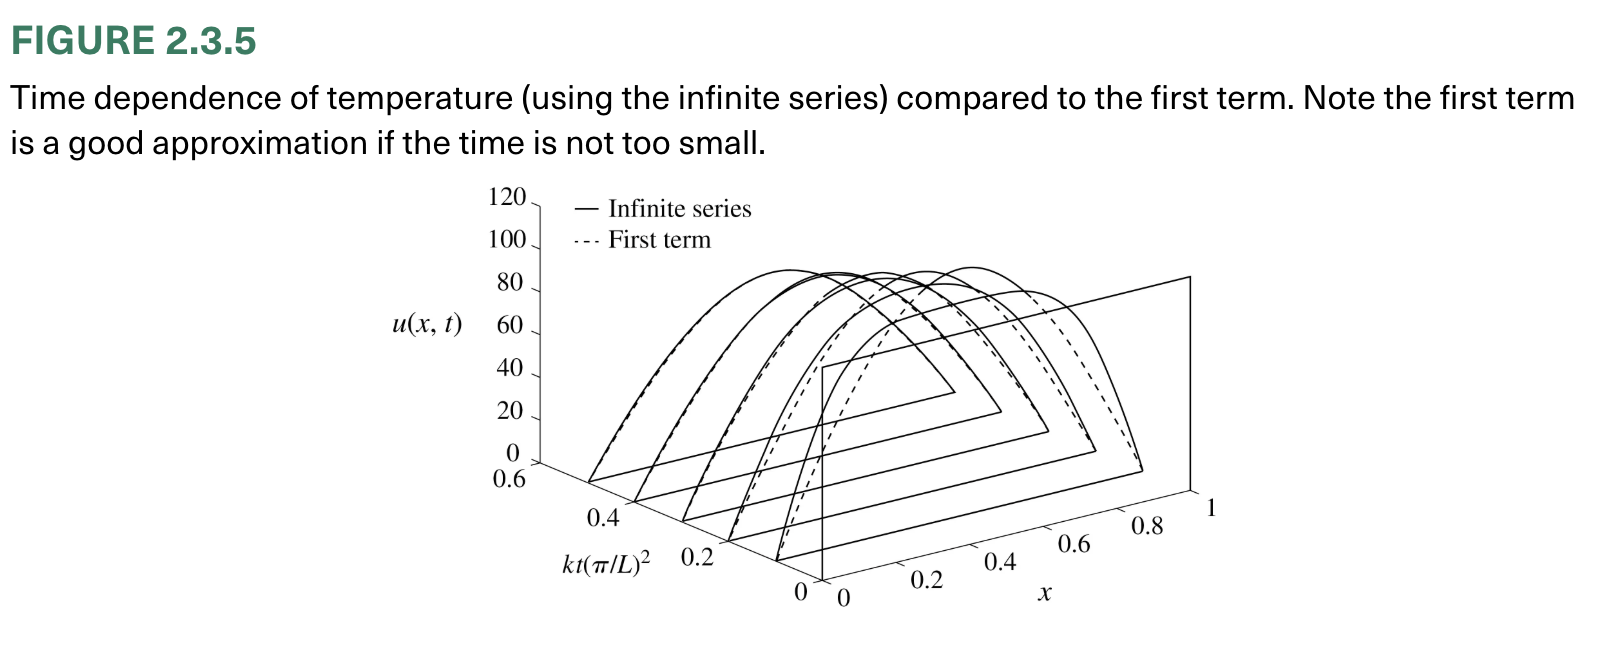 FIGURE 2.3.5
Time dependence of temperature (using the infinite series) compared to the first term. Note the first term
is a good approximation if the time is not too small.
120
— Infinite series
100
--- First term
80
u(x, t)
60
40
20
0
0.6
0.4
kt(π/L)²
0.2
0
0
0.2
0.4
0.6
0.8
1
x